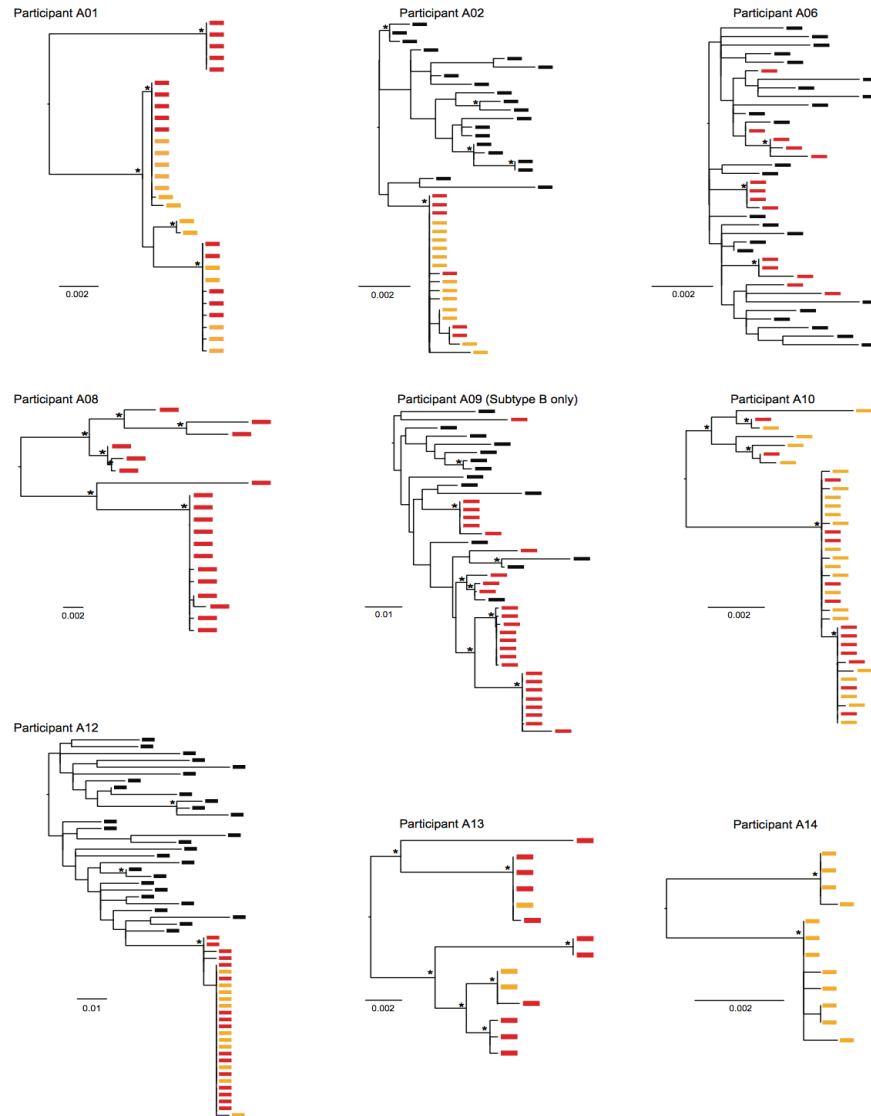 Participant A01
Participant A02
Participant A06
0.002
0.002
0.002
Participant A08
Participant A09 (Subtype B only)
Participant A10
0.002
0.01
0.002
Participant A12
Participant A13
Participant A14
0.01
0.002
0.002